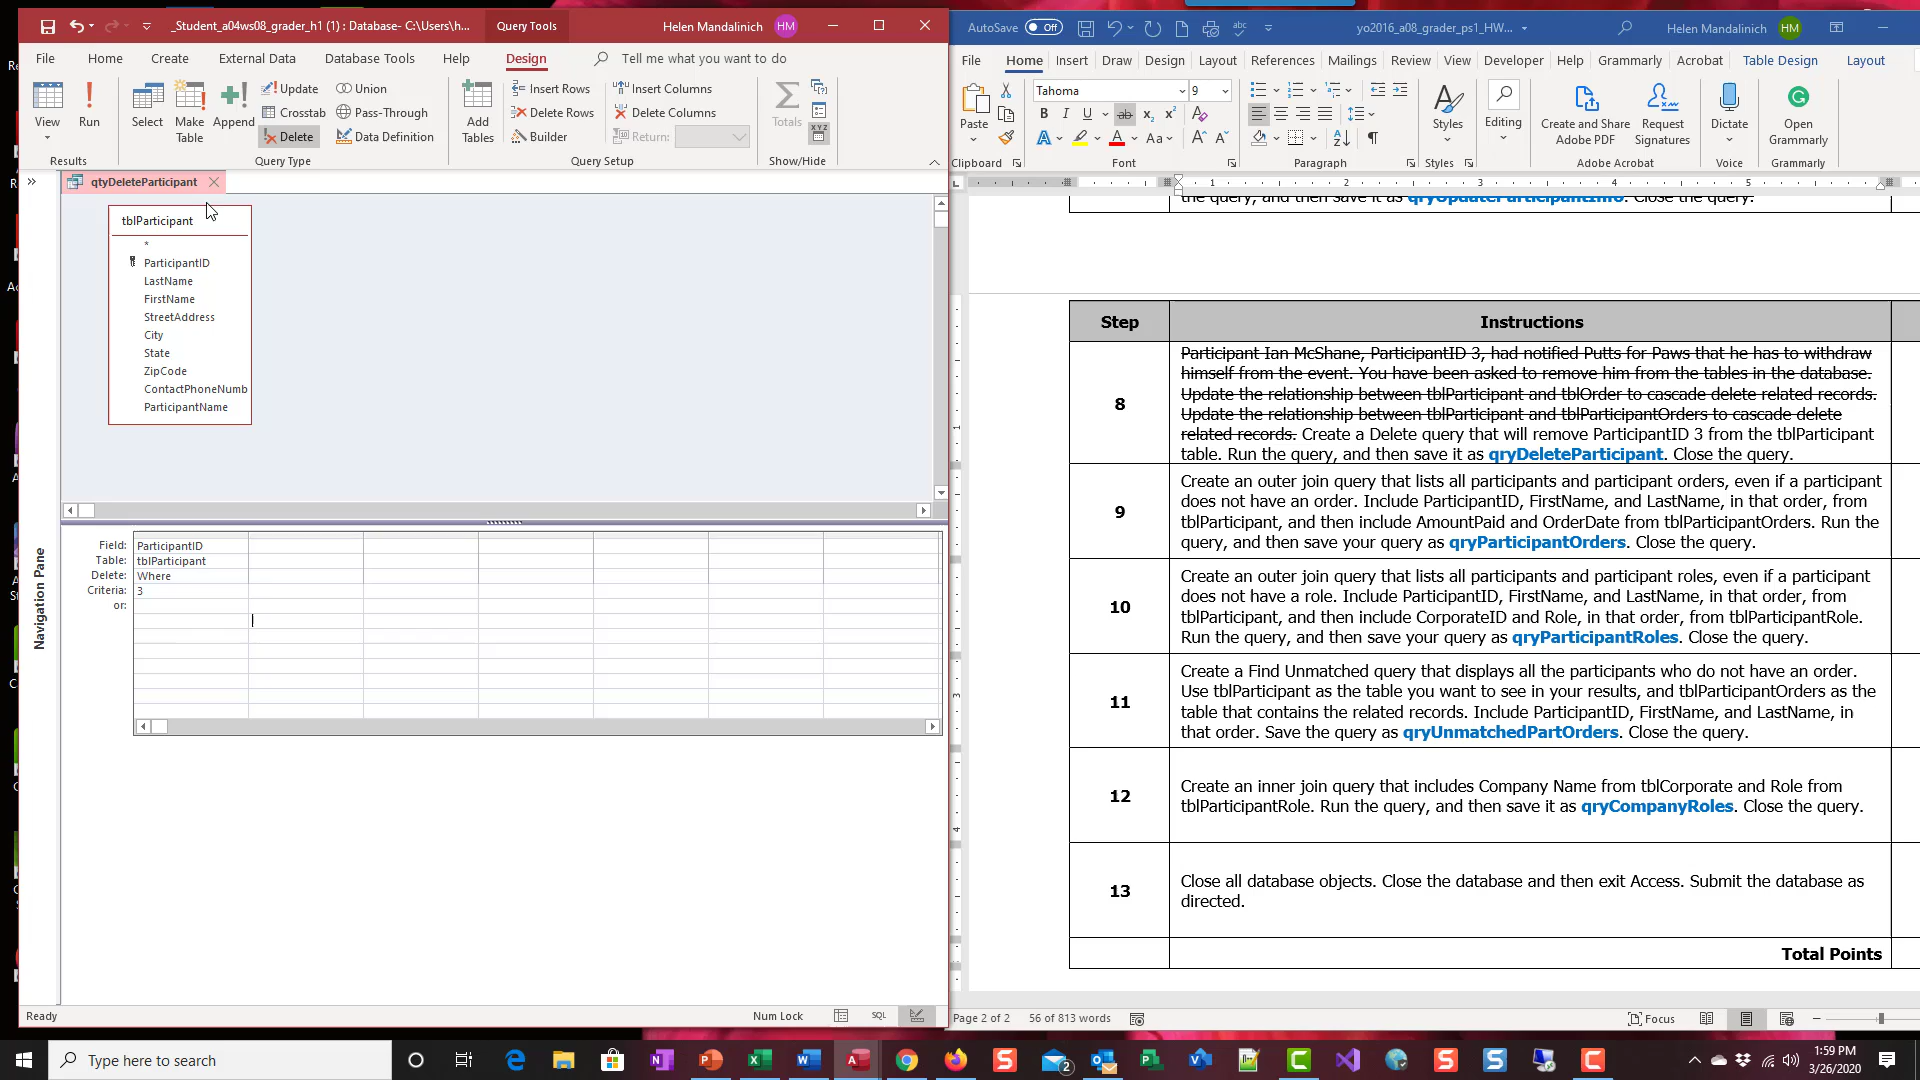 _Student_a04ws08_grader_h1 (1) : Database- C:\Users\h...
Query Tools
Helen Mandalinich
HM
File
Home
Create
External Data
Database Tools
Help
Design
Tell me what you want to do
View
Run
Select
Make Table
Append
Update
Crosstab
Delete
Union
Pass-Through
Data Definition
Add Tables
Insert Rows
Delete Rows
Builder
Insert Columns
Delete Columns
Return:
Totals
Results
Query Type
Query Setup
Show/Hide
qtyDeleteParticipant
tblParticipant
*
ParticipantID
LastName
FirstName
StreetAddress
City
State
ZipCode
ContactPhoneNumb
ParticipantName
Navigation Pane
Field: ParticipantID
Table: tblParticipant
Delete: Where
Criteria: 3
or:
Ready
Num Lock
SQL
AutoSave Off
yo2016_a08_grader_ps1_HW...
Helen Mandalinich
HM
File
Home
Insert
Draw
Design
Layout
References
Mailings
Review
View
Developer
Help
Grammarly
Acrobat
Table Design
Layout
Paste
Tahoma
9
Styles
Editing
Create and Share Adobe PDF
Request Signatures
Dictate
Open Grammarly
Clipboard
Font
Paragraph
Styles
Adobe Acrobat
Voice
Grammarly
the query, and then save it as qryUpdateParticipantInfo. Close the query.
Step
Instructions
8
Participant Ian McShane, ParticipantID 3, had notified Putts for Paws that he has to withdraw
himself from the event. You have been asked to remove him from the tables in the database.
Update the relationship between tblParticipant and tblOrder to cascade delete related records.
Update the relationship between tblParticipant and tblParticipantOrders to cascade delete
related records. Create a Delete query that will remove ParticipantID 3 from the tblParticipant
table. Run the query, and then save it as qryDeleteParticipant. Close the query.
9
Create an outer join query that lists all participants and participant orders, even if a participant
does not have an order. Include ParticipantID, FirstName, and LastName, in that order, from
tblParticipant, and then include AmountPaid and OrderDate from tblParticipantOrders. Run the
query, and then save your query as qryParticipantOrders. Close the query.
10
Create an outer join query that lists all participants and participant roles, even if a participant
does not have a role. Include ParticipantID, FirstName, and LastName, in that order, from
tblParticipant, and then include CorporateID and Role, in that order, from tblParticipantRole.
Run the query, and then save your query as qryParticipantRoles. Close the query.
11
Create a Find Unmatched query that displays all the participants who do not have an order.
Use tblParticipant as the table you want to see in your results, and tblParticipantOrders as the
table that contains the related records. Include ParticipantID, FirstName, and LastName, in
that order. Save the query as qryUnmatchedPartOrders. Close the query.
12
Create an inner join query that includes Company Name from tblCorporate and Role from
tblParticipantRole. Run the query, and then save it as qryCompanyRoles. Close the query.
13
Close all database objects. Close the database and then exit Access. Submit the database as
directed.
Total Points
Page 2 of 2
56 of 813 words
Focus
Type here to search
1:59 PM
3/26/2020